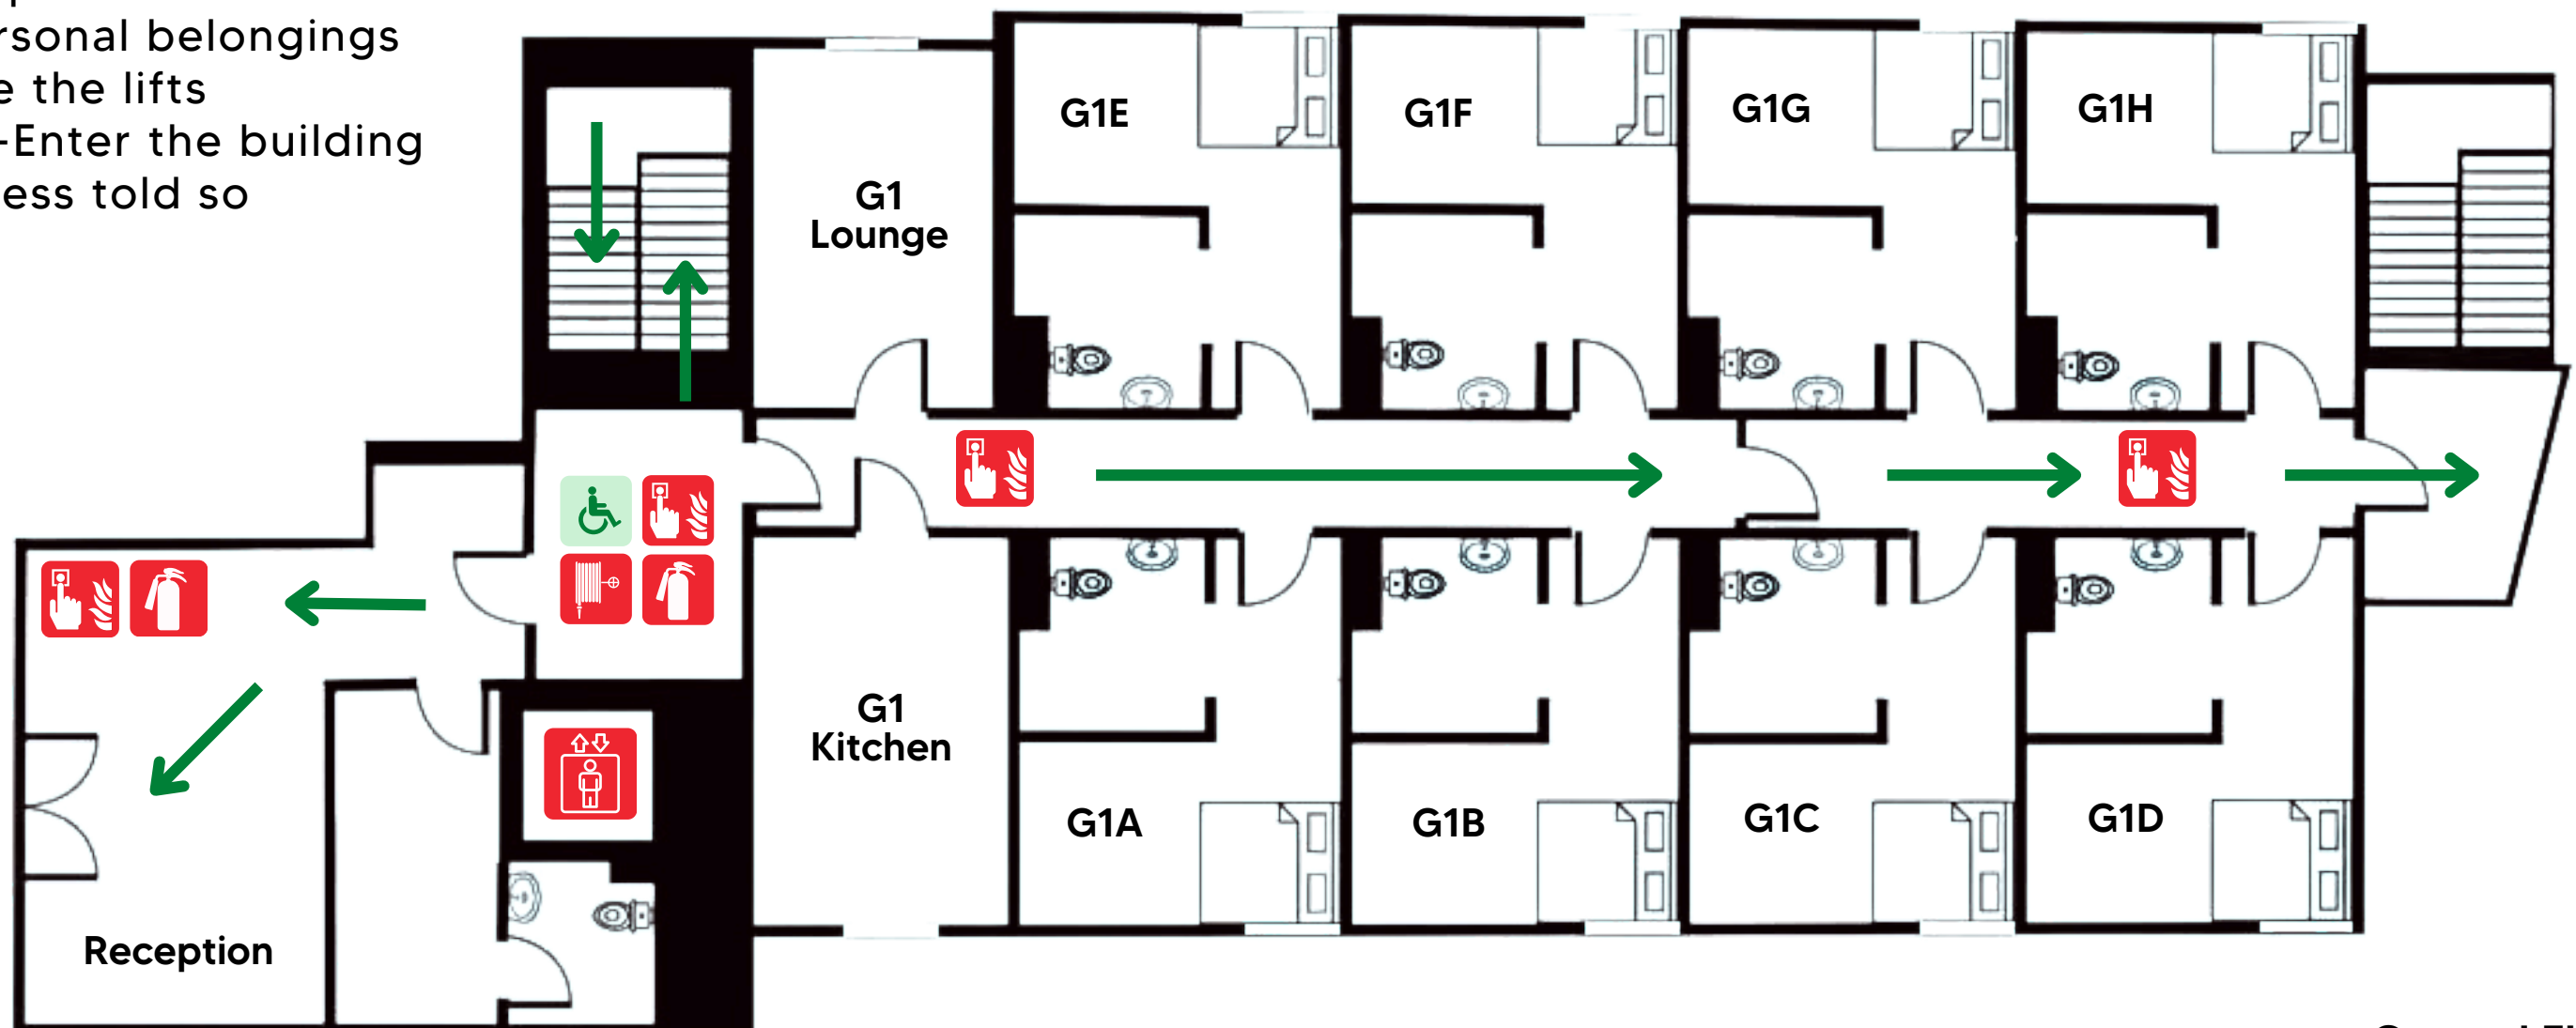 rsonal belongings
e the lifts
-Enter the building
ess told so
G1E
G1F
G1G
G1H
G1
Lounge
G1
Kitchen
G1A
G1B
G1C
G1D
Reception